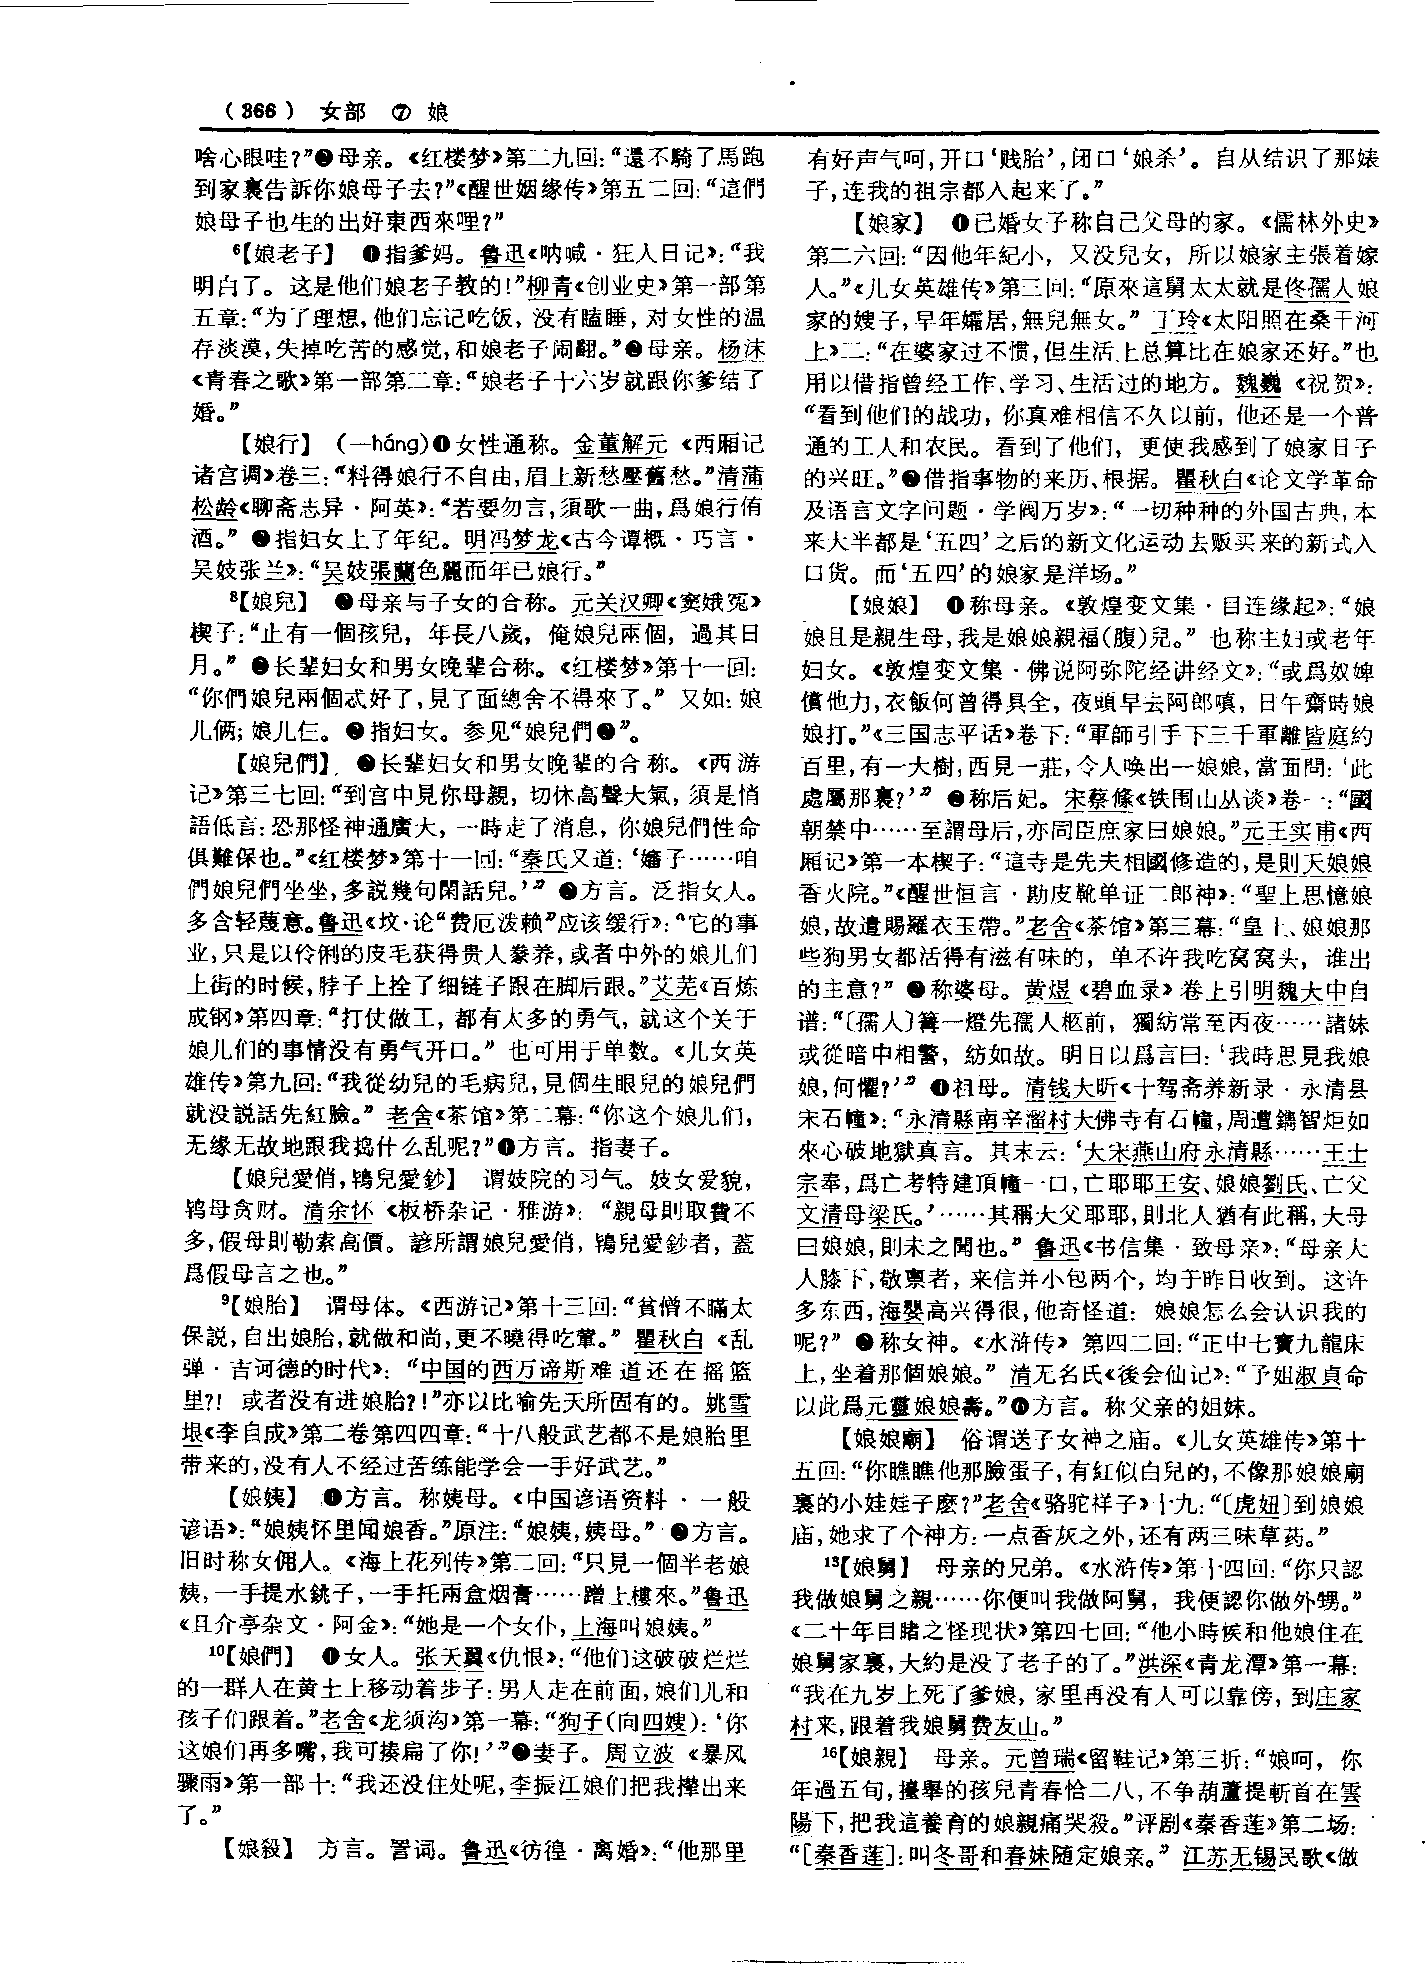 （366） 女部 ⑦ 娘
啥心眼哇？”❷母亲。《红楼梦》第二九回：“還不騎了馬跑
到家裏告訴你娘母子去？”《醒世姻缘传》第五二回：“這們
娘母子也生的出好東西來哩？”
⁶【娘老子】 ❶指爹妈。鲁迅《呐喊·狂人日记》：“我
明白了。这是他们娘老子教的！”柳青《创业史》第一部第
五章：“为了理想，他们忘记吃饭，没有瞌睡，对女性的温
存淡漠，失掉吃苦的感觉，和娘老子闹翻。”❷母亲。杨沫
《青春之歌》第一部第二章：“娘老子十六岁就跟你爹结了
婚。”
【娘行】 （—háng）❶女性通称。金董解元《西厢记
诸宫调》卷三：“料得娘行不自由，眉上新愁壓舊愁。”清蒲
松龄《聊斋志异·阿英》：“若要勿言，須歌一曲，爲娘行侑
酒。” ❷指妇女上了年纪。明冯梦龙《古今谭概·巧言·
吴妓张兰》：“吴妓張蘭色麗而年已娘行。”
⁸【娘兒】 ❶母亲与子女的合称。元关汉卿《窦娥冤》
楔子：“止有一個孩兒，年長八歲，俺娘兒兩個，過其日
月。” ❷长辈妇女和男女晚辈合称。《红楼梦》第十一回：
“你們娘兒兩個忒好了，見了面總舍不得來了。” 又如：娘
儿俩；娘儿仨。❸指妇女。参见“娘兒們❷”。
【娘兒們】 ❶长辈妇女和男女晚辈的合称。《西游
记》第三七回：“到宫中見你母親，切休高聲大氣，須是悄
語低言：恐那怪神通廣大，一時走了消息，你娘兒們性命
俱難保也。”《红楼梦》第十一回：“秦氏又道：‘嬸子……咱
們娘兒們坐坐，多説幾句閑話兒。’” ❷方言。泛指女人。
多含轻蔑意。鲁迅《坟·论“费厄泼赖”应该缓行》：“它的事
业，只是以伶俐的皮毛获得贵人豢养，或者中外的娘儿们
上街的时候，脖子上拴了细链子跟在脚后跟。”艾芜《百炼
成钢》第四章：“打仗做工，都有太多的勇气，就这个关于
娘儿们的事情没有勇气开口。” 也可用于单数。《儿女英
雄传》第九回：“我從幼兒的毛病兒，見個生眼兒的娘兒們
就没説話先紅臉。” 老舍《茶馆》第二幕：“你这个娘儿们，
无缘无故地跟我捣什么乱呢？”❸方言。指妻子。
【娘兒愛俏，鴇兒愛鈔】 谓妓院的习气。妓女爱貌，
鸨母贪财。清余怀《板桥杂记·雅游》：“親母則取費不
多，假母則勒索高價。諺所謂娘兒愛俏，鴇兒愛鈔者，蓋
爲假母言之也。”
⁹【娘胎】 谓母体。《西游记》第十三回：“貧僧不瞞太
保説，自出娘胎，就做和尚，更不曉得吃葷。” 瞿秋白《乱
弹·吉诃德的时代》：“中国的西万谛斯难道还在摇篮
里？！或者没有进娘胎？！”亦以比喻先天所固有的。姚雪
垠《李自成》第二卷第四四章：“十八般武艺都不是娘胎里
带来的，没有人不经过苦练能学会一手好武艺。”
【娘姨】 ❶方言。称姨母。《中国谚语资料·一般
谚语》：“娘姨怀里闻娘香。”原注：“娘姨，姨母。” ❷方言。
旧时称女佣人。《海上花列传》第二回：“只見一個半老娘
姨，一手提水銚子，一手托兩盒烟膏……蹭上樓來。”鲁迅
《且介亭杂文·阿金》：“她是一个女仆，上海叫娘姨。”
¹⁰【娘們】 ❶女人。张天翼《仇恨》：“他们这破破烂烂
的一群人在黄土上移动着步子：男人走在前面，娘们儿和
孩子们跟着。”老舍《龙须沟》第一幕：“狗子（向四嫂）：‘你
这娘们再多嘴，我可揍扁了你！’”❷妻子。周立波《暴风
骤雨》第一部十：“我还没住处呢，李振江娘们把我撵出来
了。”
【娘殺】 方言。詈词。鲁迅《彷徨·离婚》：“他那里
有好声气呵，开口‘贱胎’，闭口‘娘杀’。自从结识了那婊
子，连我的祖宗都入起来了。”
【娘家】 ❶已婚女子称自己父母的家。《儒林外史》
第二六回：“因他年紀小，又没兒女，所以娘家主張着嫁
人。”《儿女英雄传》第三回：“原來這舅太太就是佟孺人娘
家的嫂子，早年孀居，無兒無女。” 丁玲《太阳照在桑干河
上》二：“在婆家过不惯，但生活上总算比在娘家还好。”也
用以借指曾经工作、学习、生活过的地方。魏巍《祝贺》：
“看到他们的战功，你真难相信不久以前，他还是一个普
通的工人和农民。看到了他们，更使我感到了娘家日子
的兴旺。”❷借指事物的来历、根据。瞿秋白《论文学革命
及语言文字问题·学阀万岁》：“一切种种的外国古典，本
来大半都是‘五四’之后的新文化运动去贩买来的新式入
口货。而‘五四’的娘家是洋场。”
【娘娘】 ❶称母亲。《敦煌变文集·目连缘起》：“娘
娘且是親生母，我是娘娘親福（腹）兒。” 也称主妇或老年
妇女。《敦煌变文集·佛说阿弥陀经讲经文》：“或爲奴婢
償他力，衣飯何曾得具全，夜頭早去阿郎嗔，日午齋時娘
娘打。”《三国志平话》卷下：“軍師引手下三千軍離皆庭約
百里，有一大樹，西見一莊，令人唤出一娘娘，當面問：‘此
處屬那裏？’” ❷称后妃。宋蔡絛《铁围山丛谈》卷一：“國
朝禁中……至謂母后，亦同臣庶家曰娘娘。”元王实甫《西
厢记》第一本楔子：“這寺是先夫相國修造的，是則天娘娘
香火院。”《醒世恒言·勘皮靴单证二郎神》：“聖上思憶娘
娘，故遣賜羅衣玉帶。”老舍《茶馆》第三幕：“皇上、娘娘那
些狗男女都活得有滋有味的，单不许我吃窝窝头，谁出
的主意？” ❸称婆母。黄煜《碧血录》卷上引明魏大中自
谱：“〔孺人〕篝一燈先孺人柩前，獨紡常至丙夜……諸妹
或從暗中相警，紡如故。明日以爲言曰：‘我時思見我娘
娘，何懼？’” ❹祖母。清钱大昕《十驾斋养新录·永清县
宋石幢》：“永清縣南辛溜村大佛寺有石幢，周遭鐫智炬如
來心破地獄真言。其末云：‘大宋燕山府永清縣……王士
宗奉，爲亡考特建頂幢一口，亡耶耶王安、娘娘劉氏、亡父
文清母梁氏。’……其稱大父耶耶，則北人猶有此稱，大母
曰娘娘，則未之聞也。” 鲁迅《书信集·致母亲》：“母亲大
人膝下，敬禀者，来信并小包两个，均于昨日收到。这许
多东西，海婴高兴得很，他奇怪道：娘娘怎么会认识我的
呢？” ❺称女神。《水浒传》第四二回：“正中七寶九龍床
上，坐着那個娘娘。” 清无名氏《後会仙记》：“予姐淑貞命
以此爲元靈娘娘壽。”❻方言。称父亲的姐妹。
【娘娘廟】 俗谓送子女神之庙。《儿女英雄传》第十
五回：“你瞧瞧他那臉蛋子，有紅似白兒的，不像那娘娘廟
裏的小娃娃子麽？”老舍《骆驼祥子》十九：“〔虎妞〕到娘娘
庙，她求了个神方：一点香灰之外，还有两三味草药。”
¹³【娘舅】 母亲的兄弟。《水浒传》第十四回：“你只認
我做娘舅之親……你便叫我做阿舅，我便認你做外甥。”
《二十年目睹之怪现状》第四七回：“他小時候和他娘住在
娘舅家裏，大約是没了老子的了。”洪深《青龙潭》第一幕：
“我在九岁上死了爹娘，家里再没有人可以靠傍，到庄家
村来，跟着我娘舅费友山。”
¹⁶【娘親】 母亲。元曾瑞《留鞋记》第三折：“娘呵，你
年過五旬，擡舉的孩兒青春恰二八，不争葫蘆提斬首在雲
陽下，把我這養育的娘親痛哭殺。”评剧《秦香莲》第二场：
“[秦香莲]：叫冬哥和春妹随定娘亲。” 江苏无锡民歌《做